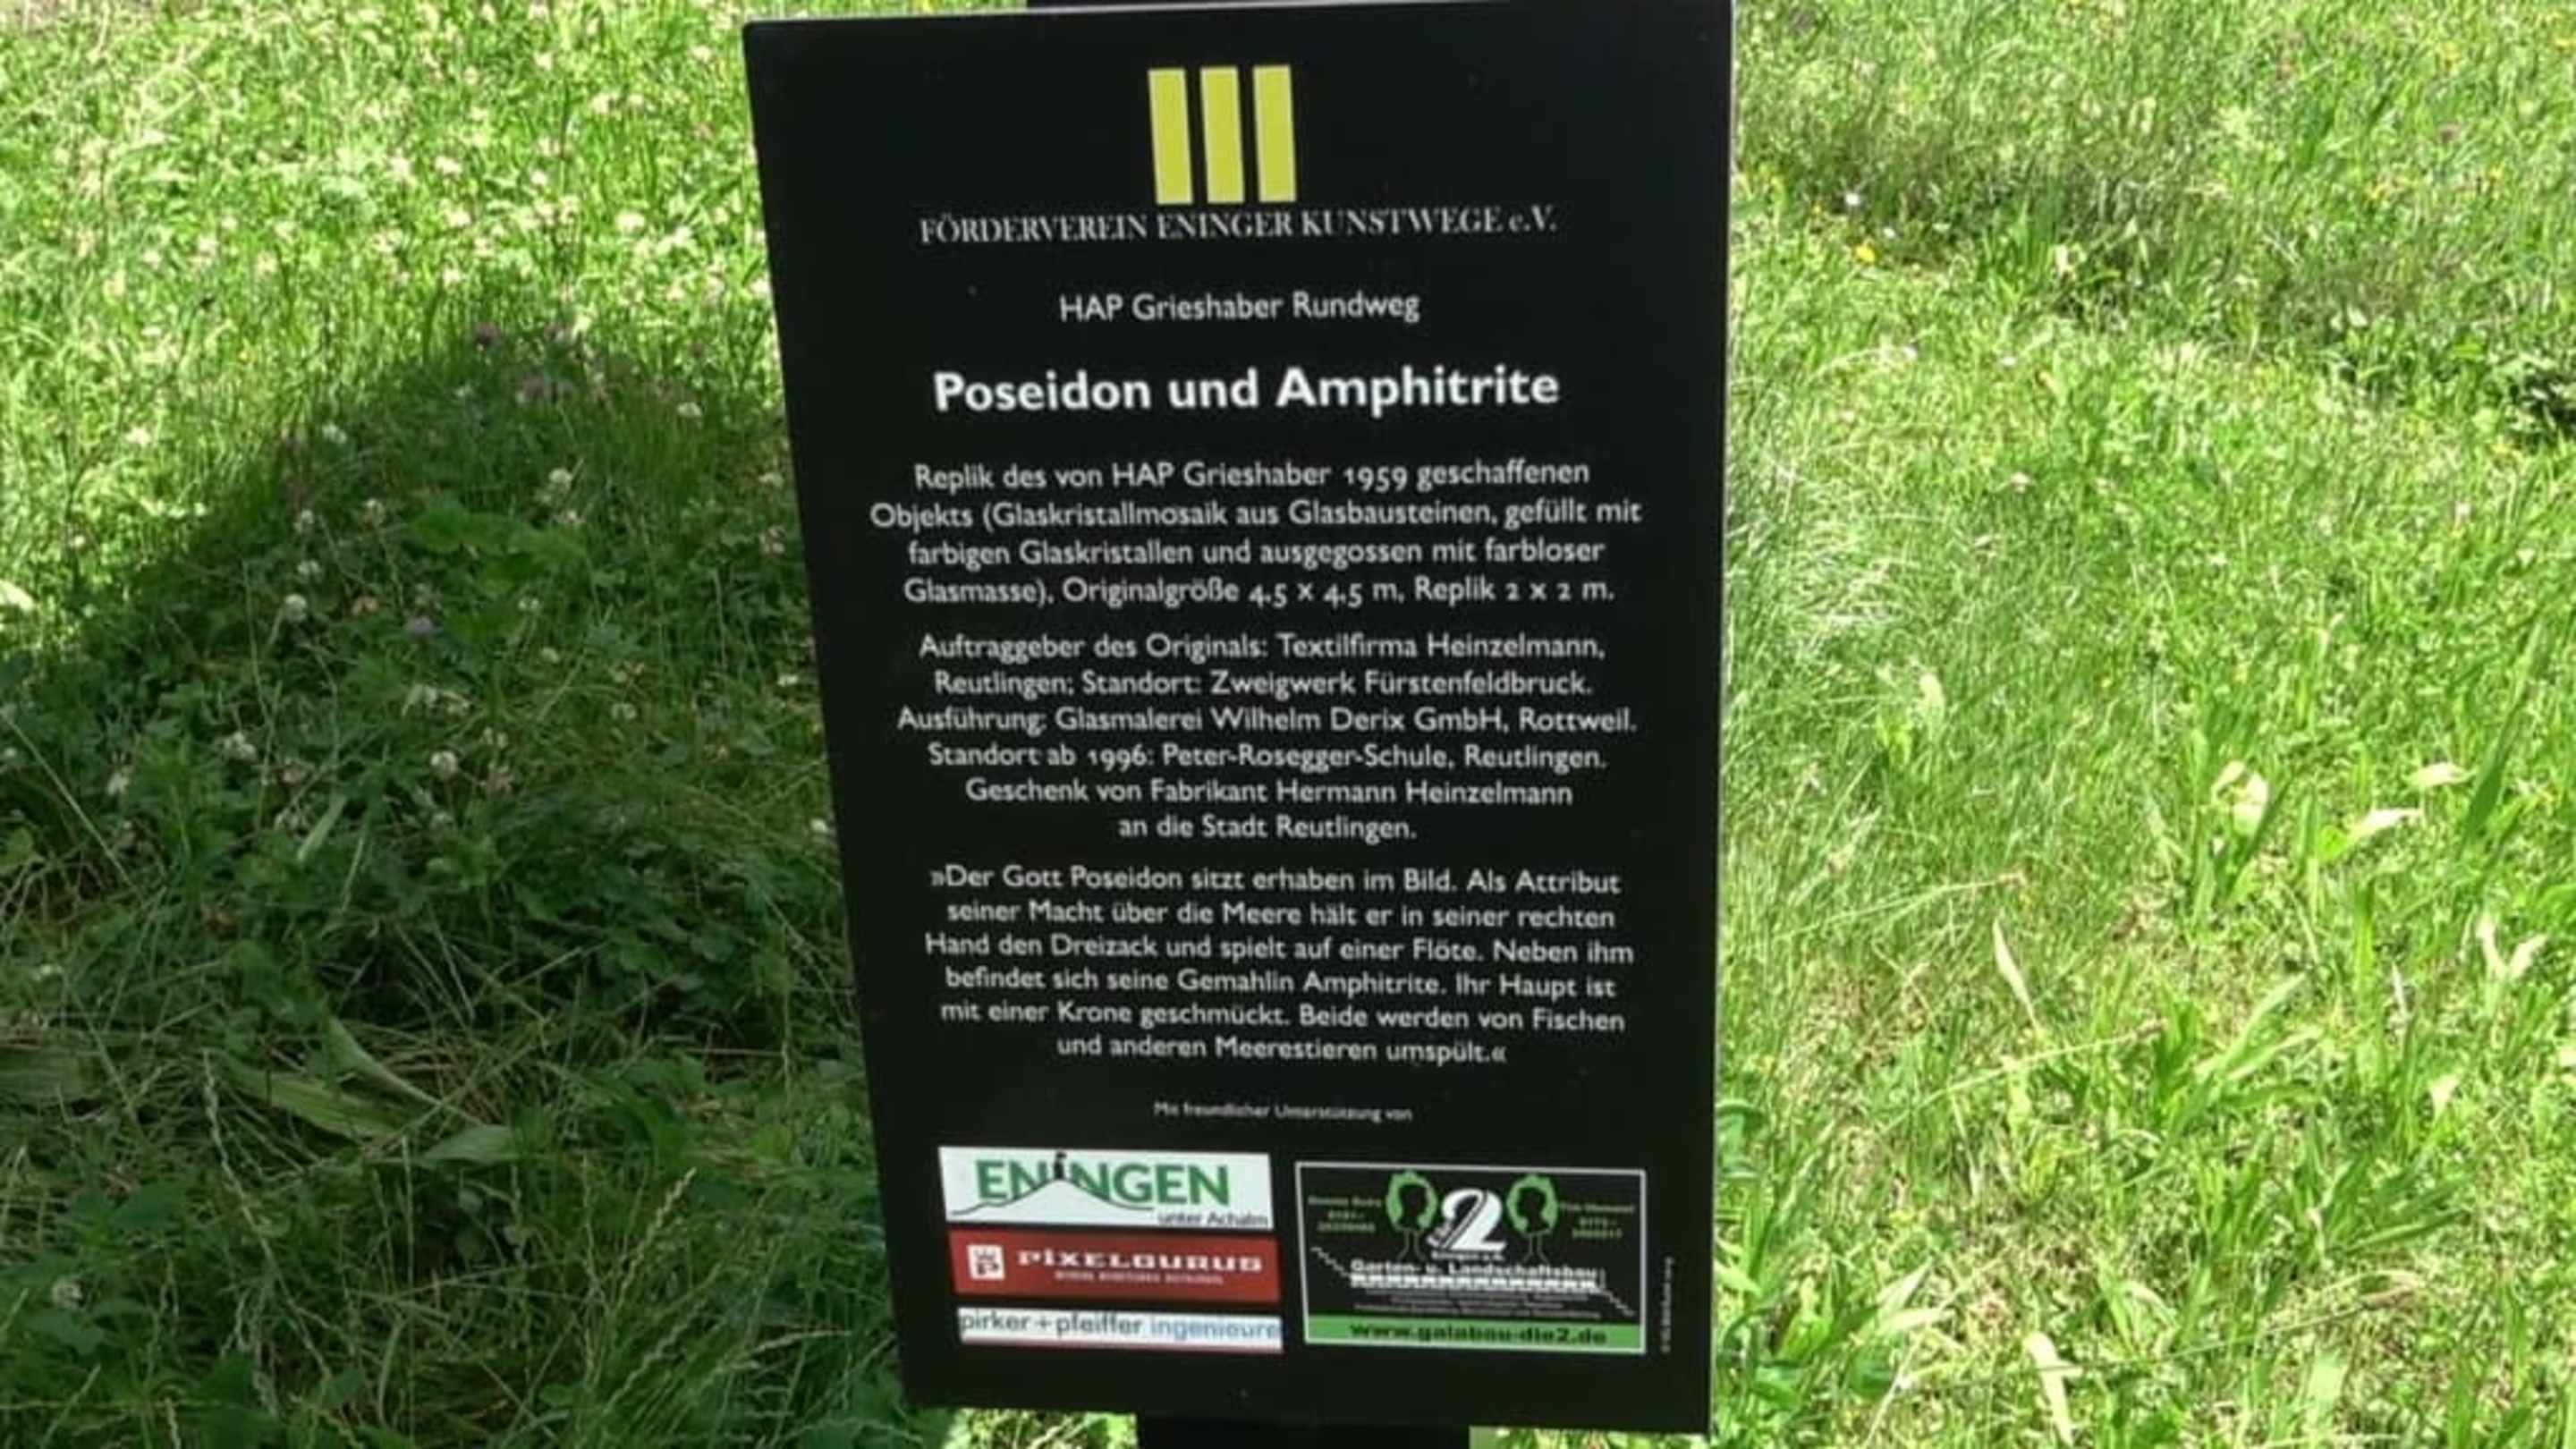 FÖRDERVEREIN ENINGER KUNSTWEGE e.V.
HAP Grieshaber Rundweg
Poseidon und Amphitrite
Replik des von HAP Grieshaber 1959 geschaffenen
Objekts (Glaskristallmosaik aus Glasbausteinen, gefüllt mit
farbigen Glaskristallen und ausgegossen mit farbloser
Glasmasse), Originalgröße 4,5 x 4,5 m, Replik 2 x 2 m.
Auftraggeber des Originals: Textilfirma Heinzelmann,
Reutlingen; Standort: Zweigwerk Fürstenfeldbruck.
Ausführung: Glasmalerei Wilhelm Derix GmbH, Rottweil.
Standort ab 1996: Peter-Rosegger-Schule, Reutlingen.
Geschenk von Fabrikant Hermann Heinzelmann
an die Stadt Reutlingen.
»Der Gott Poseidon sitzt erhaben im Bild. Als Attribut
seiner Macht über die Meere hält er in seiner rechten
Hand den Dreizack und spielt auf einer Flöte. Neben ihm
befindet sich seine Gemahlin Amphitrite. Ihr Haupt ist
mit einer Krone geschmückt. Beide werden von Fischen
und anderen Meerestieren umspült.«
Mit freundlicher Unterstützung von
ENINGEN
unter Achalm
PIXELGURUS
pirker+pfeiffer ingenieure
2
Garten- u. Landschaftsbau
www.galabau-die2.de